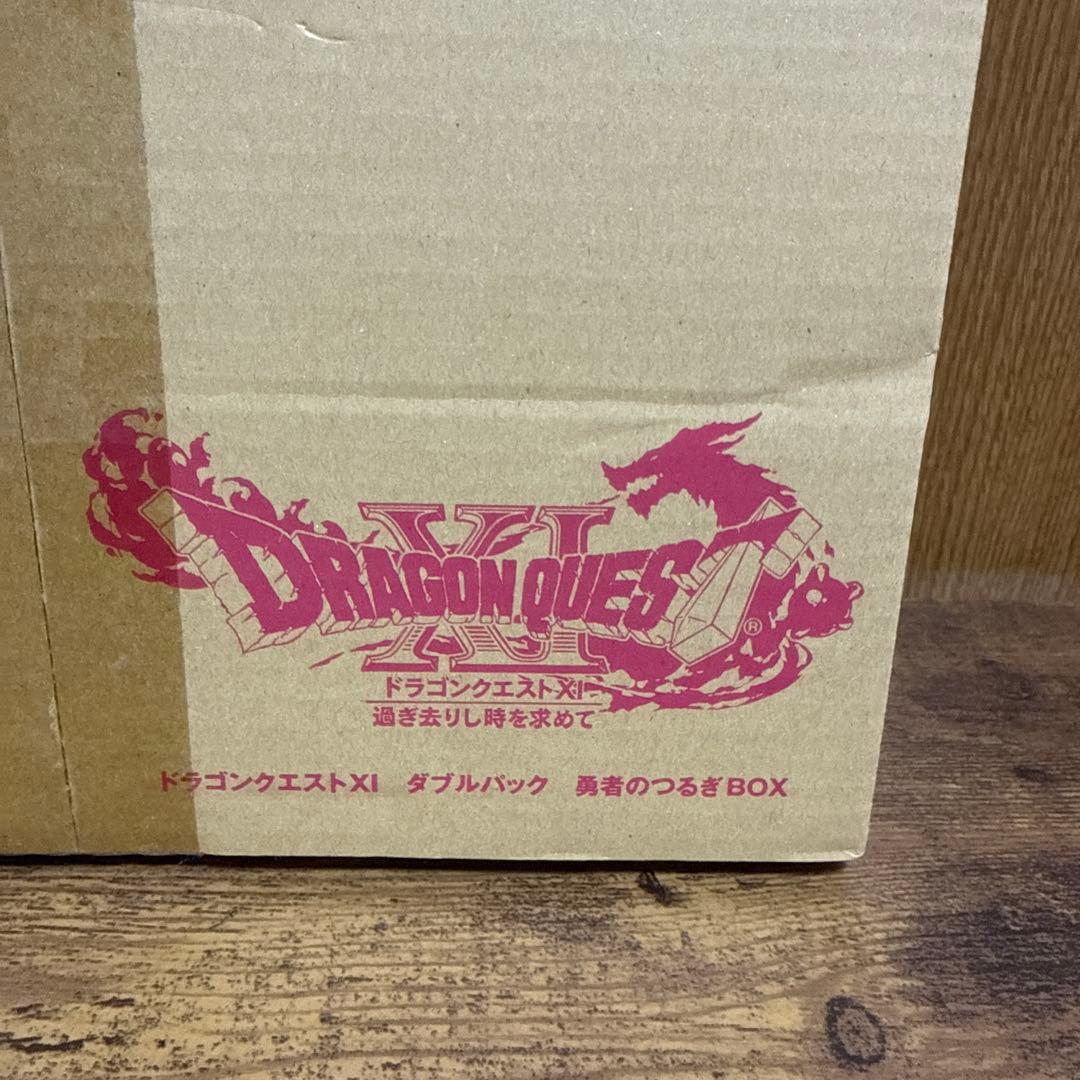 XI
DRAGON QUEST®
ドラゴンクエストXI
過ぎ去りし時を求めて
ドラゴンクエストXI ダブルパック 勇者のつるぎBOX